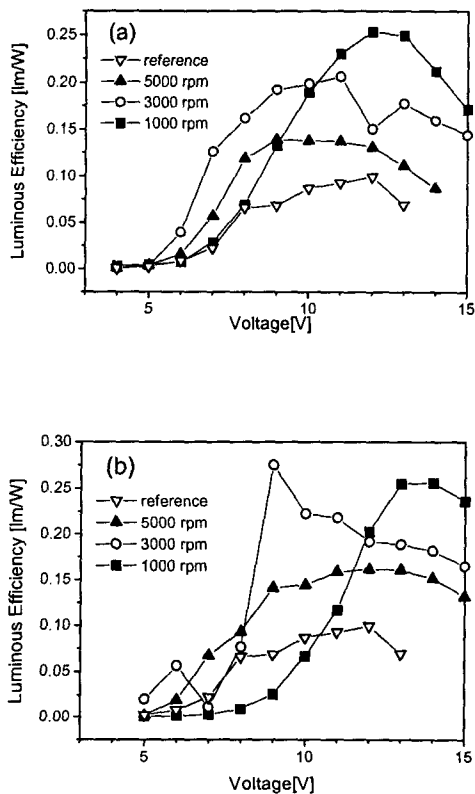 (a)
reference
5000 rpm
3000 rpm
1000 rpm
Luminous Efficiency [lm/W]
0.25
0.20
0.15
0.10
0.05
0.00
5
10
15
Voltage[V]
(b)
reference
5000 rpm
3000 rpm
1000 rpm
Luminous Efficiency [lm/W]
0.30
0.25
0.20
0.15
0.10
0.05
0.00
5
10
15
Voltage[V]